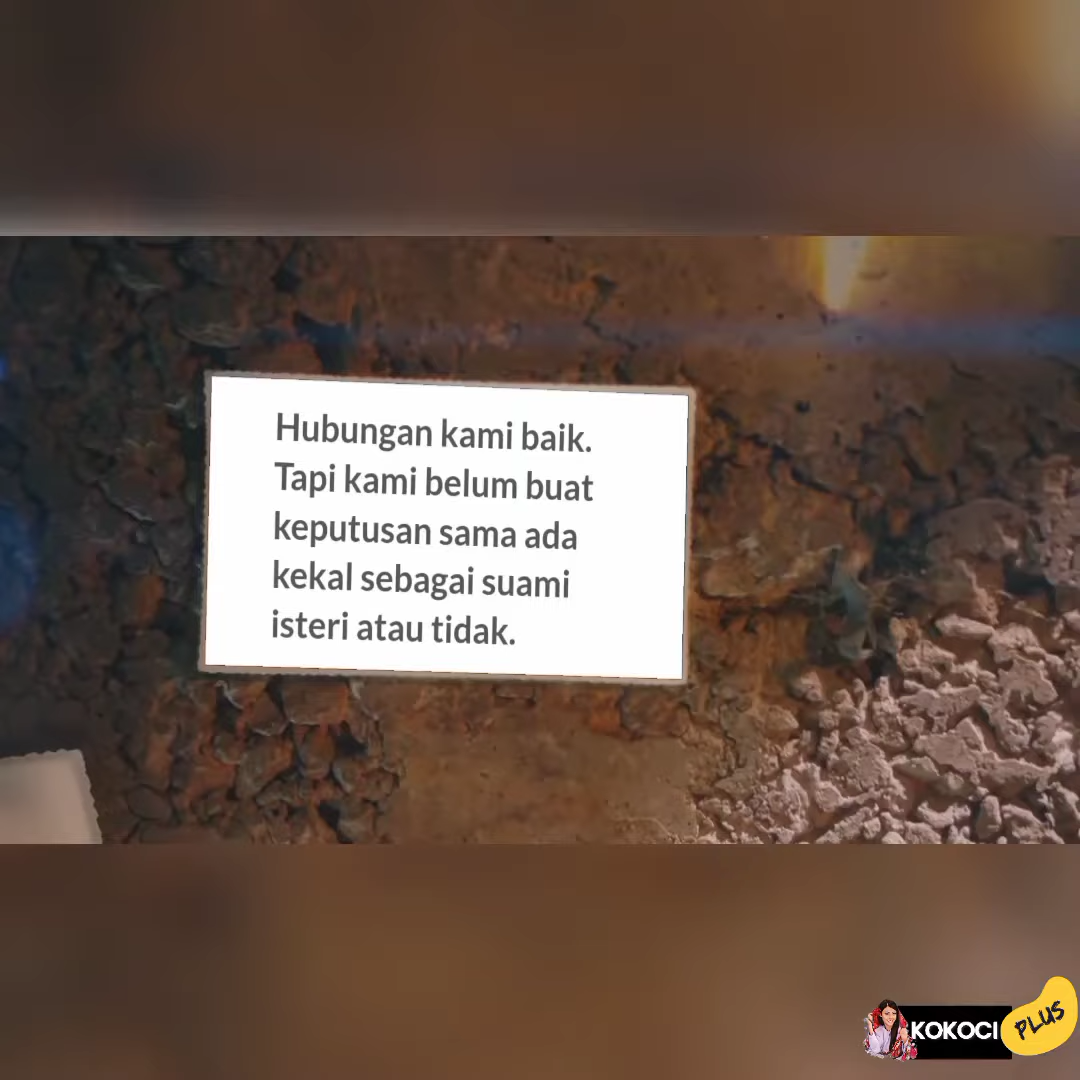 Hubungan kami baik.
Tapi kami belum buat
keputusan sama ada
kekal sebagai suami
isteri atau tidak.
KOKOCI
PLUS